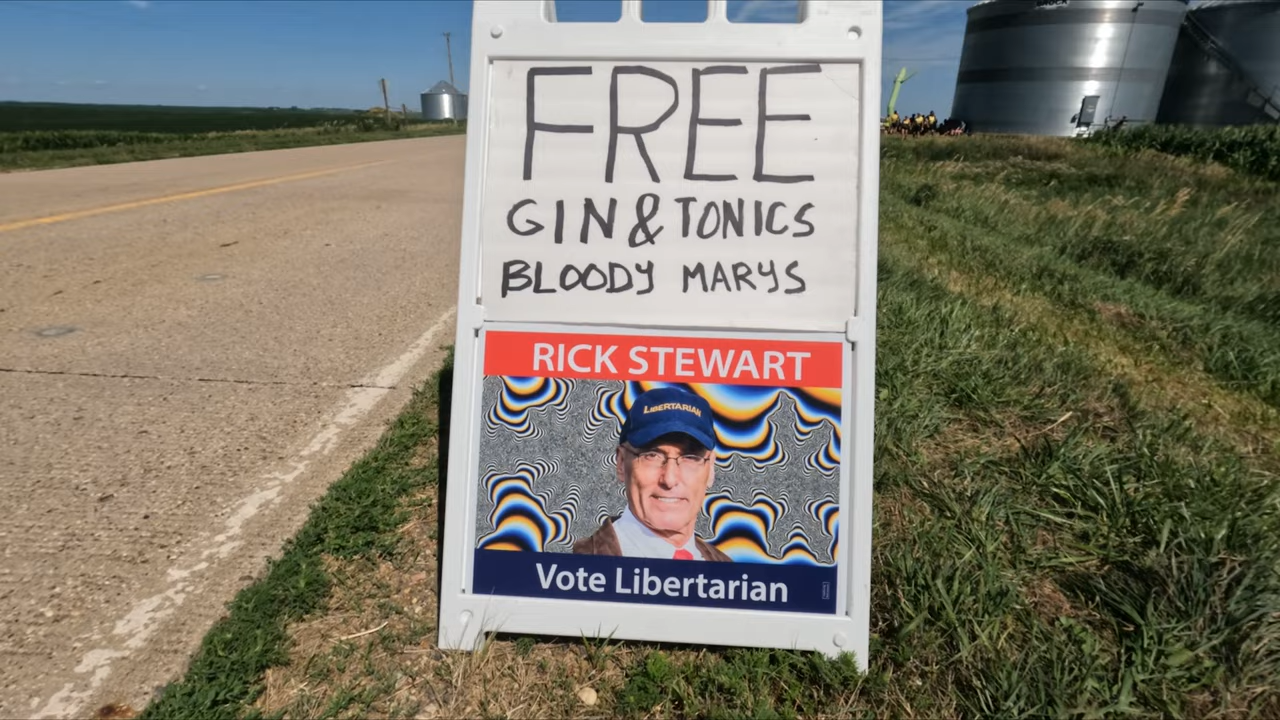 FREE
GIN & TONICS
BLOODY MARYS
RICK STEWART
LIBERTARIAN
Vote Libertarian